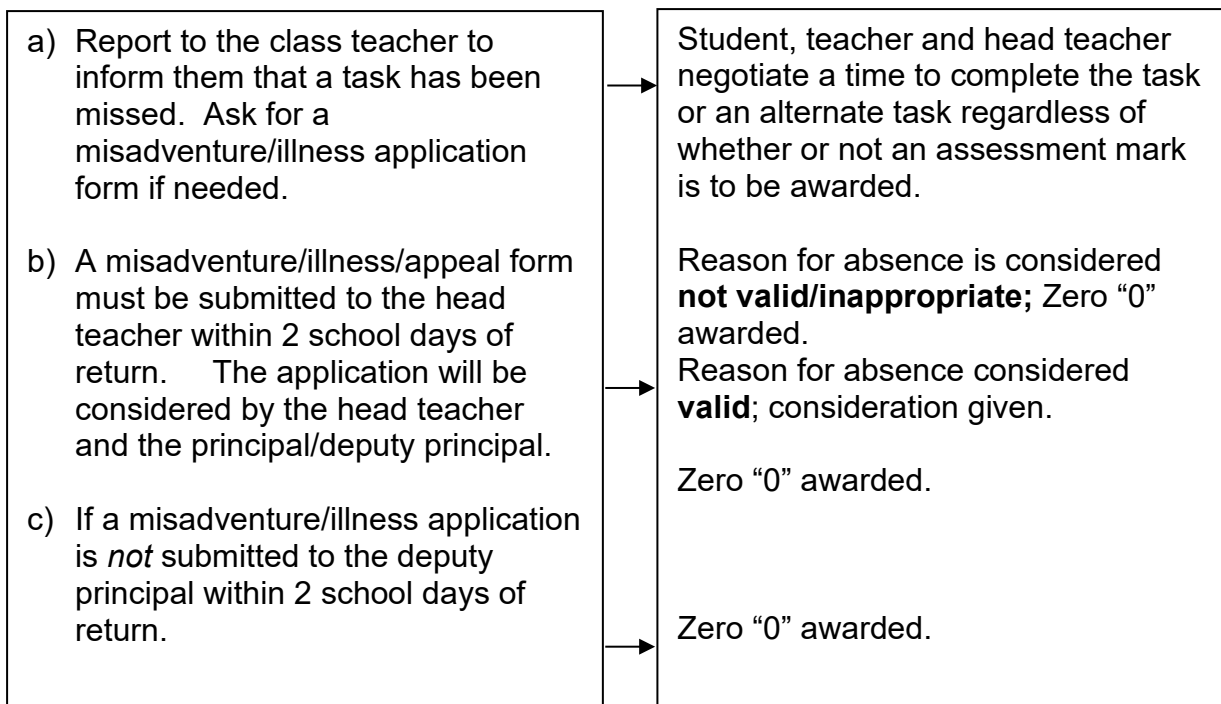 a) Report to the class teacher to
inform them that a task has been
missed. Ask for a
misadventure/illness application
form if needed.
b) A misadventure/illness/appeal form
must be submitted to the head
teacher within 2 school days of
return. The application will be
considered by the head teacher
and the principal/deputy principal.
c) If a misadventure/illness application
is not submitted to the deputy
principal within 2 school days of
return.
Student, teacher and head teacher
negotiate a time to complete the task
or an alternate task regardless of
whether or not an assessment mark
is to be awarded.
Reason for absence is considered
not valid/inappropriate; Zero “0”
awarded.
Reason for absence considered
valid; consideration given.
Zero “0” awarded.
Zero “0” awarded.